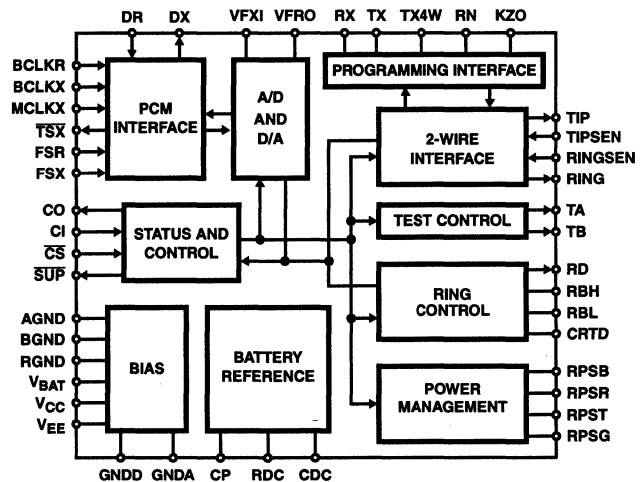 DR DX VFXI VFRO RX TX TX4W RN KZO
BCLKR
BCLKX
MCLKX
TSX
FSR
FSX
PCM
INTERFACE
A/D
AND
D/A
PROGRAMMING INTERFACE
2-WIRE
INTERFACE
TIP
TIPSEN
RINGSEN
RING
CO
CI
CS
SUP
STATUS AND
CONTROL
TEST CONTROL
TA
TB
RING
CONTROL
RD
RBH
RBL
CRTD
AGND
BGND
RGND
VBAT
VCC
VEE
BIAS
BATTERY
REFERENCE
POWER
MANAGEMENT
RPSB
RPSR
RPST
RPSG
GNDD GNDA CP RDC CDC